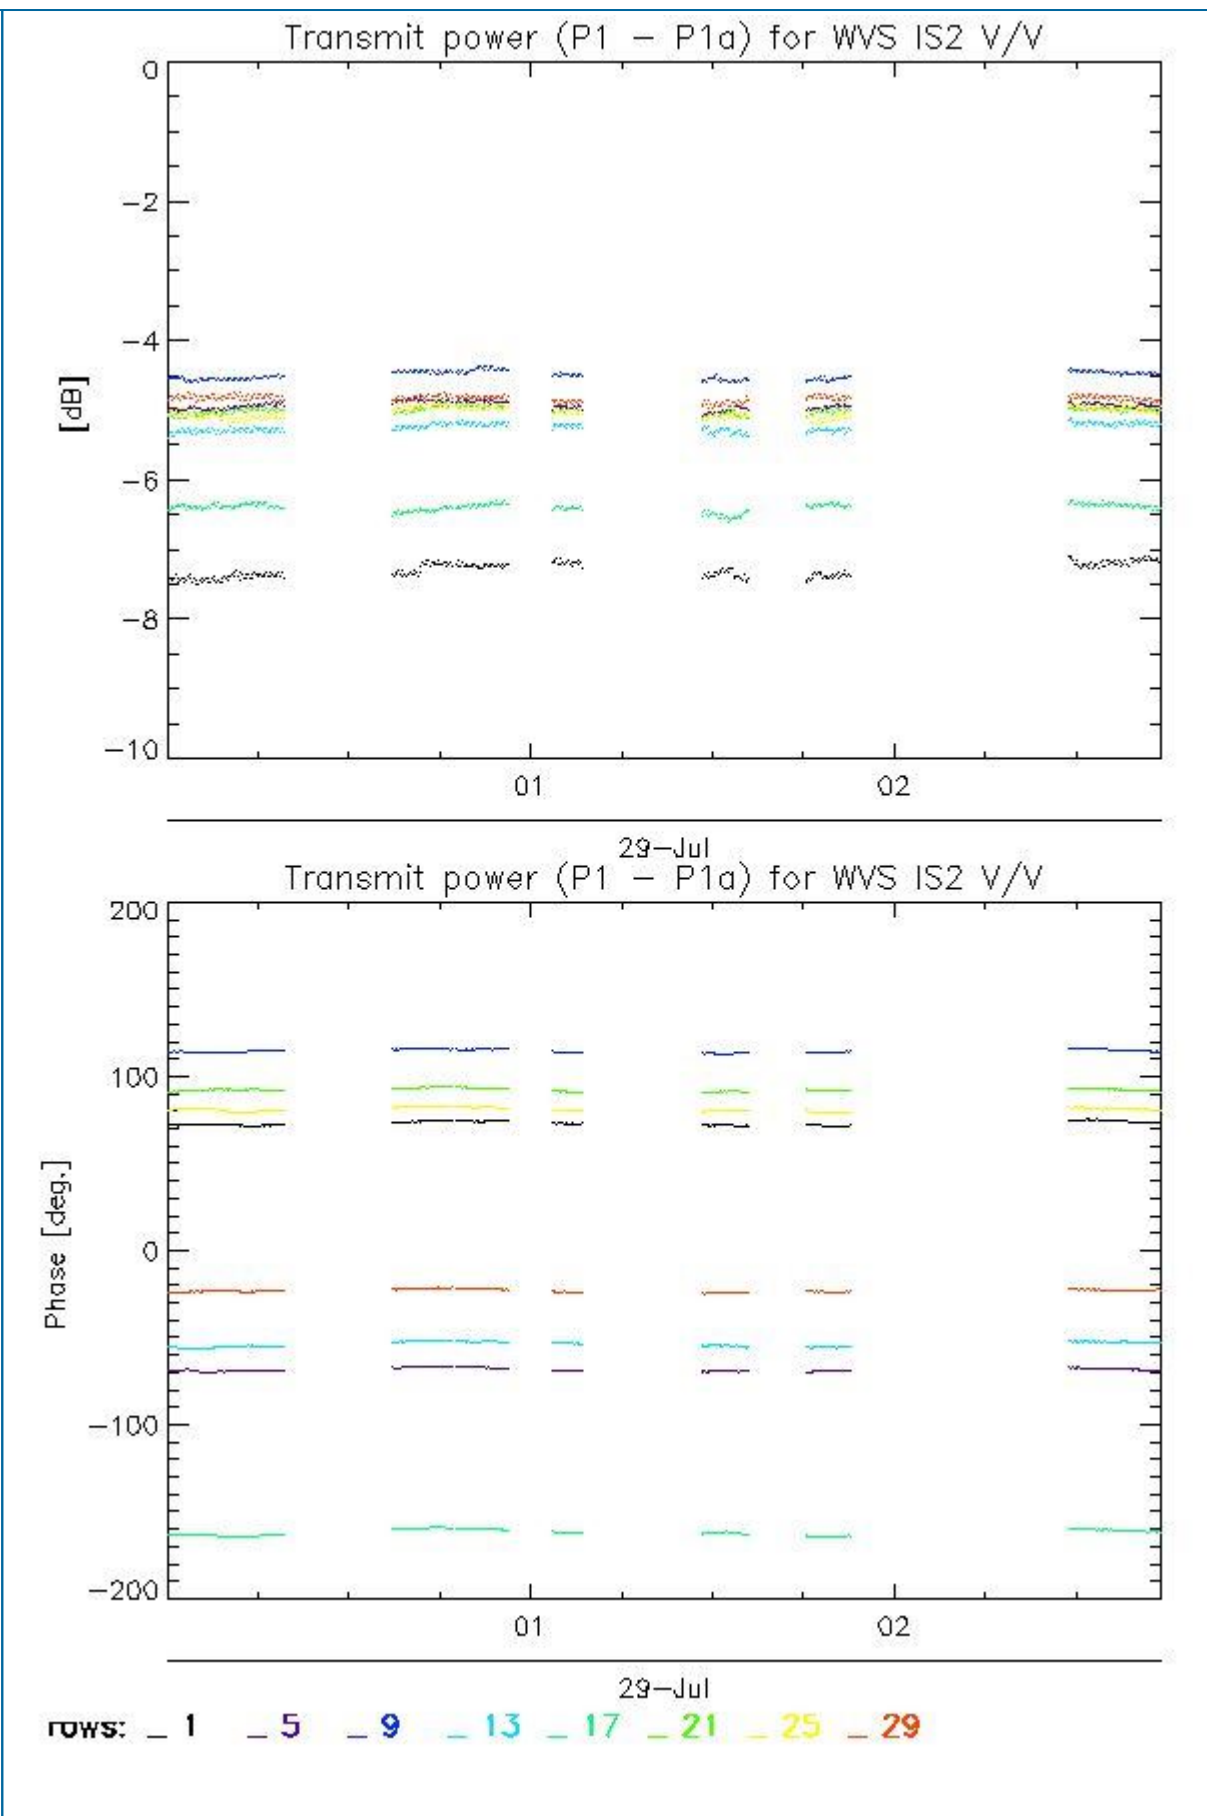 Transmit power (P1 − P1a) for WVS IS2 V/V
0
−2
−4
[dB]
−6
−8
−10
01 02
29−Jul
Transmit power (P1 − P1a) for WVS IS2 V/V
200
100
Phase [deg.]
0
−100
−200
01 02
29−Jul
rows: _ 1 _ 5 _ 9 _ 13 _ 17 _ 21 _ 25 _ 29